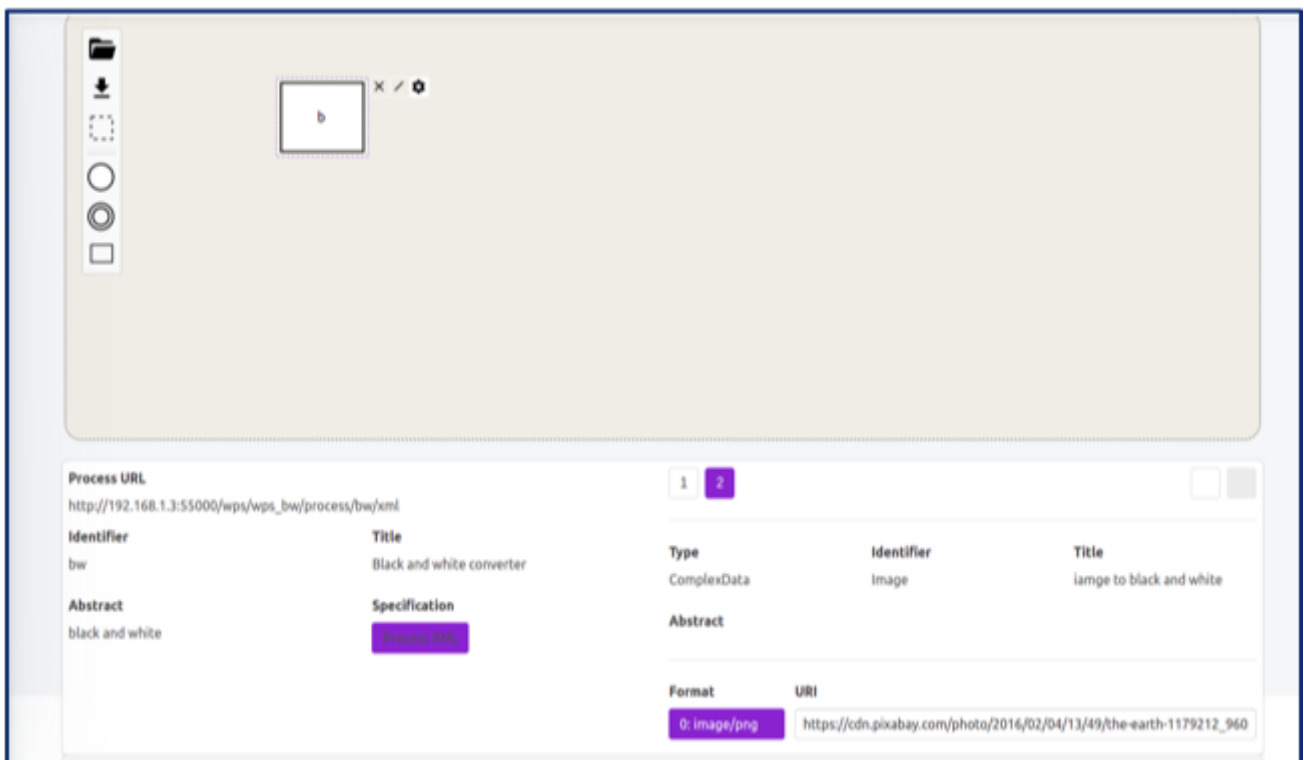 b
Process URL
http://192.168.1.3:55000/wps/wps_bw/process/bw/xml
Identifier
Title
bw
Black and white converter
Abstract
Specification
black and white
Process XML
1
2
Type
Identifier
Title
ComplexData
Image
iamge to black and white
Abstract
Format
URI
0: image/png
https://cdn.pixabay.com/photo/2016/02/04/13/49/the-earth-1179212_960